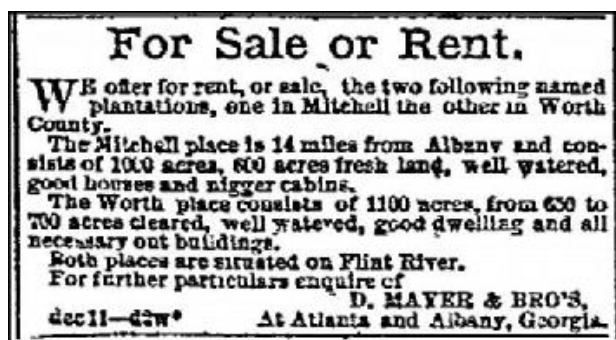 For Sale or Rent.
WE offer for rent, or sale, the two following named
plantations, one in Mitchell the other in Worth
County.
The Mitchell place is 14 miles from Albany and con-
sists of 1000 acres, 600 acres fresh land, well watered,
good houses and nigger cabins.
The Worth place consists of 1100 acres, from 650 to
700 acres cleared, well watered, good dwelling and all
necessary out buildings.
Both places are situated on Flint River.
For further particulars enquire of
D. MAYER & BRO'S,
dec11—d2w* At Atlanta and Albany, Georgia.